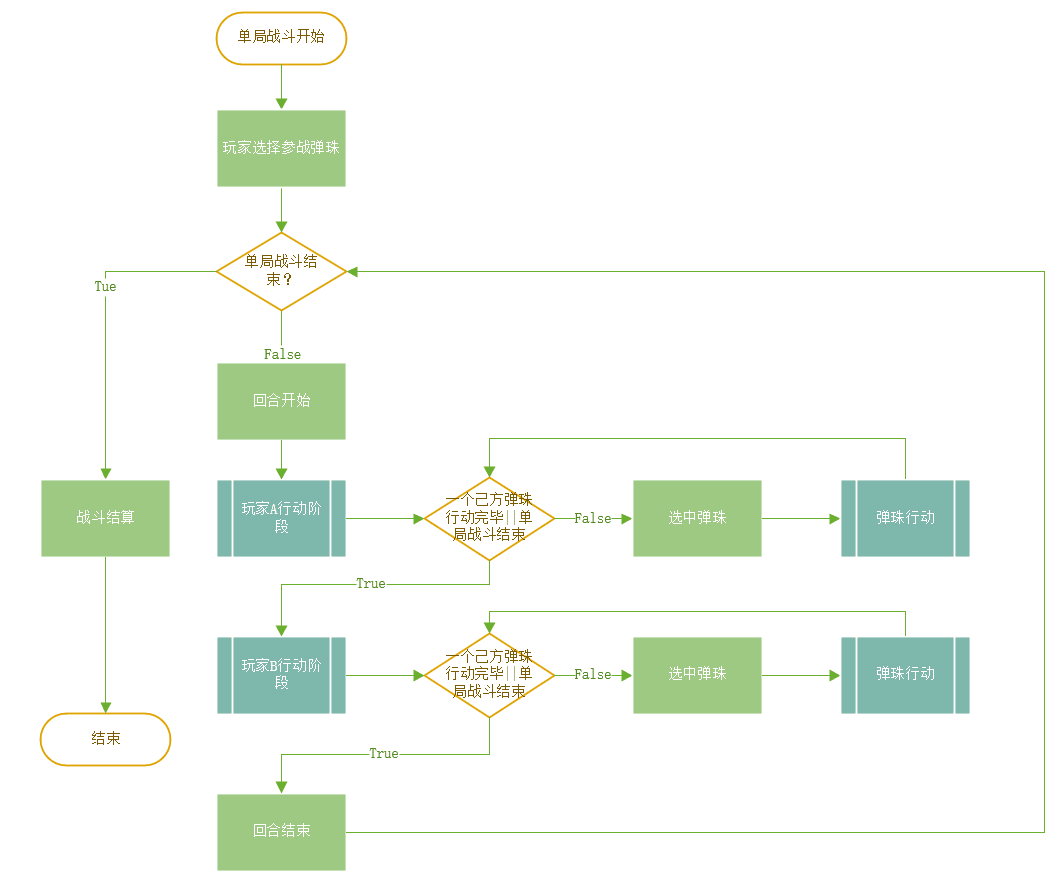 单局战斗开始
玩家选择参战弹珠
单局战斗结
束？
Tue
False
回合开始
战斗结算
玩家A行动阶
段
一个己方弹珠
行动完毕||单
局战斗结束
False
选中弹珠
弹珠行动
True
玩家B行动阶
段
一个己方弹珠
行动完毕||单
局战斗结束
False
选中弹珠
弹珠行动
结束
True
回合结束